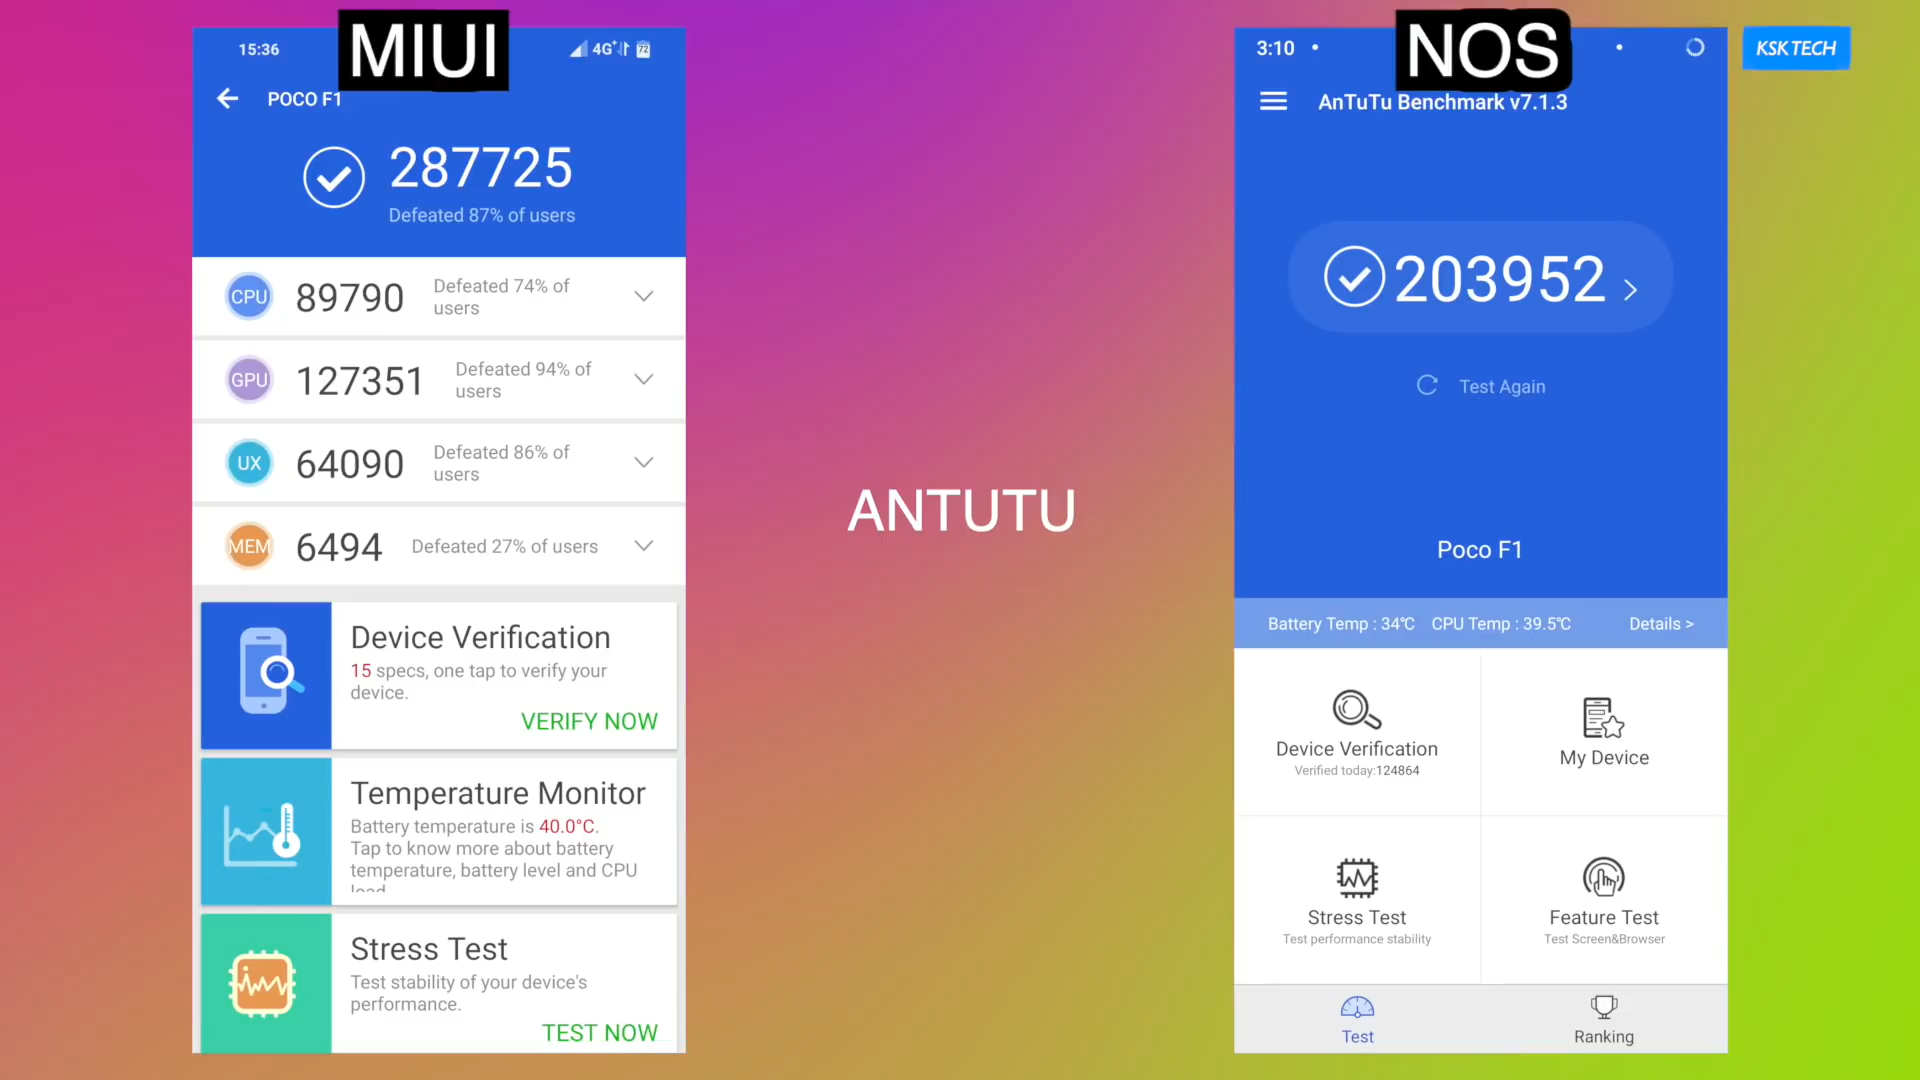 MIUI
15:36
4G+
72
POCO F1
287725
Defeated 87% of users
CPU
89790
Defeated 74% of
users
GPU
127351
Defeated 94% of
users
UX
64090
Defeated 86% of
users
MEM
6494
Defeated 27% of users
Device Verification
15 specs, one tap to verify your
device.
VERIFY NOW
Temperature Monitor
Battery temperature is 40.0°C.
Tap to know more about battery
temperature, battery level and CPU
load
Stress Test
Test stability of your device's
performance.
TEST NOW
ANTUTU
NOS
3:10
AnTuTu Benchmark v7.1.3
203952
Test Again
Poco F1
Battery Temp : 34℃ CPU Temp : 39.5℃ Details >
Device Verification
Verified today:124864
My Device
Stress Test
Test performance stability
Feature Test
Test Screen&Browser
Test
Ranking
KSK TECH